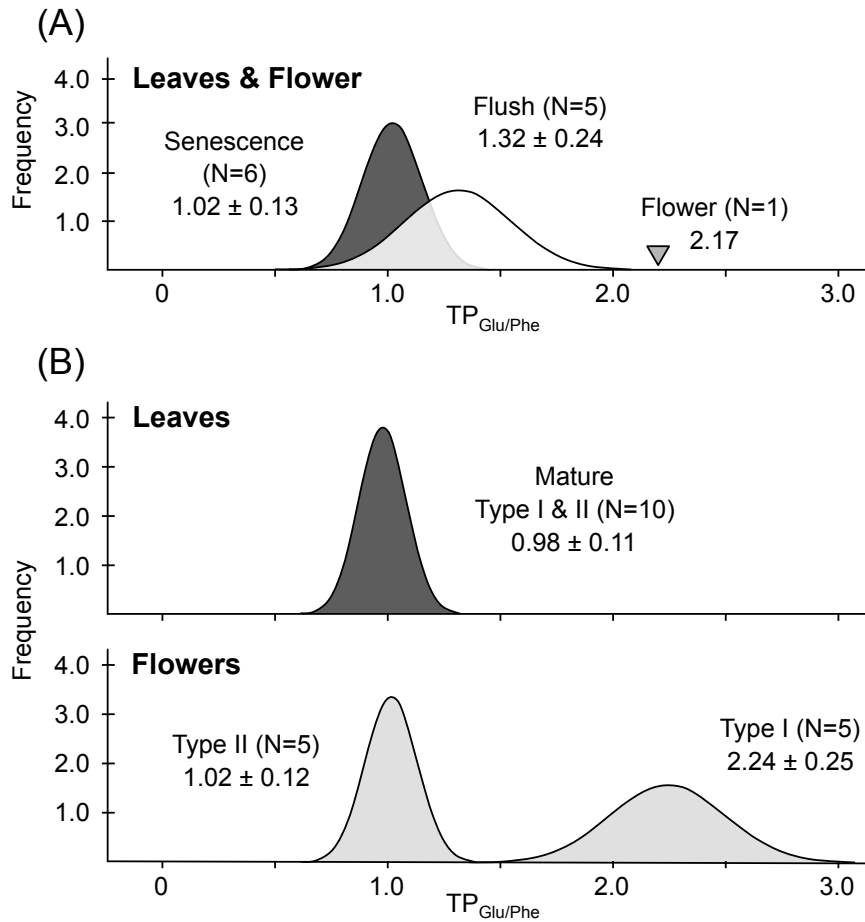 (A)
Leaves & Flower
Frequency
4.0
3.0
2.0
1.0
Senescence
(N=6)
1.02 ± 0.13
Flush (N=5)
1.32 ± 0.24
Flower (N=1)
2.17
0 1.0 2.0 3.0
TPGlu/Phe
(B)
Leaves
4.0
3.0
2.0
1.0
Mature
Type I & II (N=10)
0.98 ± 0.11
Frequency
Flowers
4.0
3.0
2.0
1.0
Type II (N=5)
1.02 ± 0.12
Type I (N=5)
2.24 ± 0.25
0 1.0 2.0 3.0
TPGlu/Phe